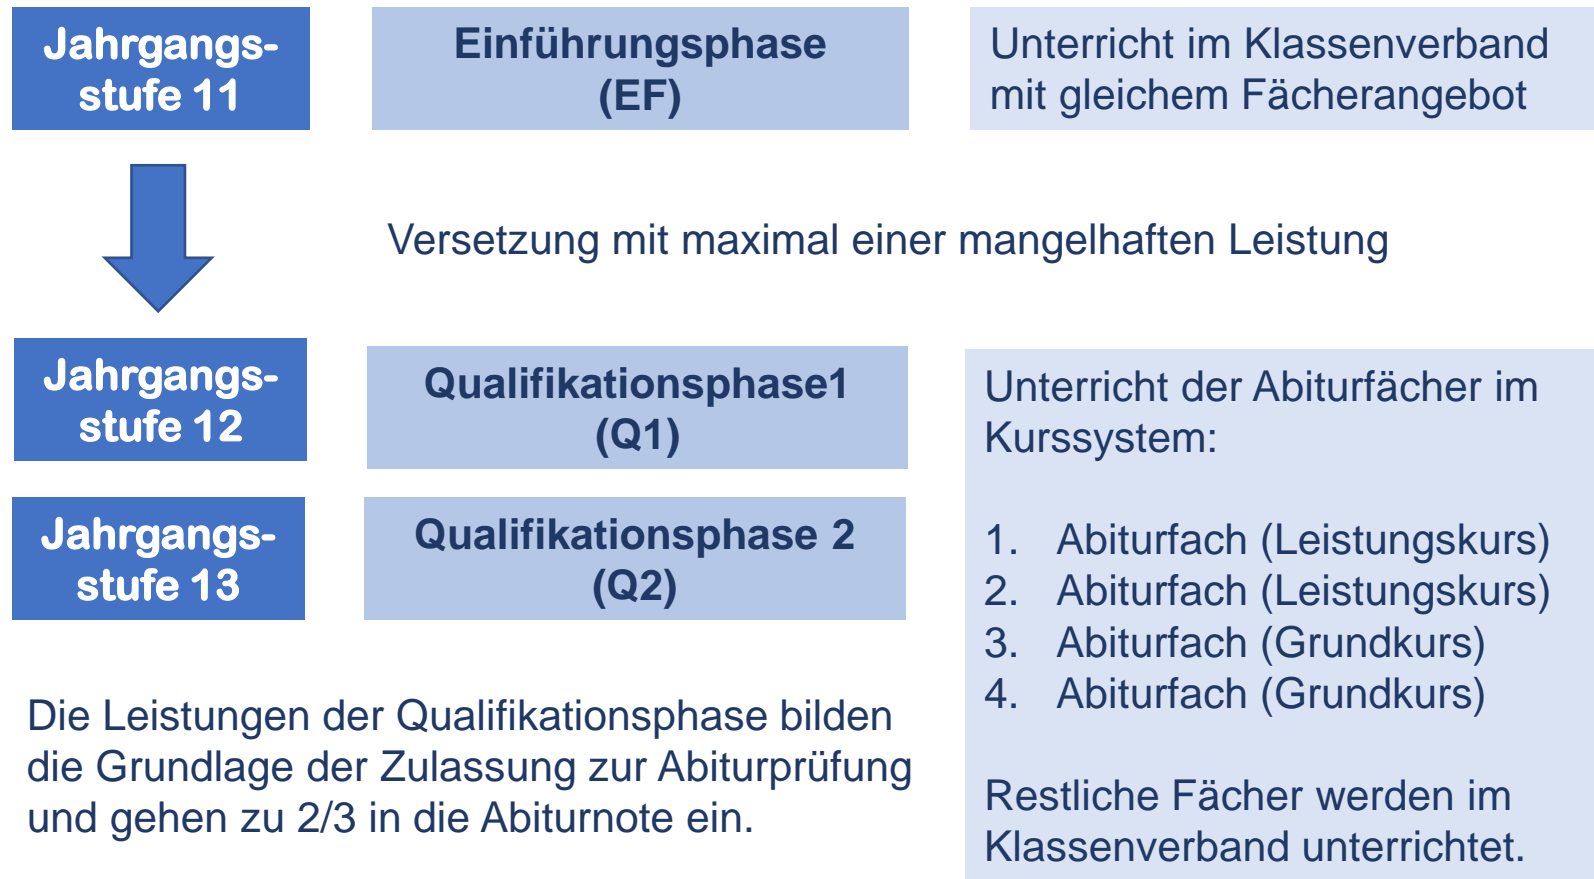 Jahrgangs-
stufe 11
Einführungsphase
(EF)
Unterricht im Klassenverband
mit gleichem Fächerangebot
Versetzung mit maximal einer mangelhaften Leistung
Jahrgangs-
stufe 12
Qualifikationsphase1
(Q1)
Jahrgangs-
stufe 13
Qualifikationsphase 2
(Q2)
Unterricht der Abiturfächer im
Kurssystem:
1. Abiturfach (Leistungskurs)
2. Abiturfach (Leistungskurs)
3. Abiturfach (Grundkurs)
4. Abiturfach (Grundkurs)
Restliche Fächer werden im
Klassenverband unterrichtet.
Die Leistungen der Qualifikationsphase bilden
die Grundlage der Zulassung zur Abiturprüfung
und gehen zu 2/3 in die Abiturnote ein.